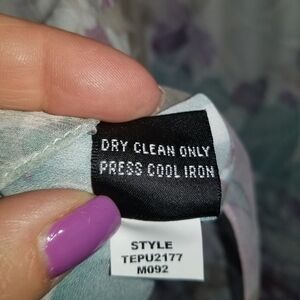 DRY CLEAN ONLY
PRESS COOL IRON
STYLE
TEPU2177
M092